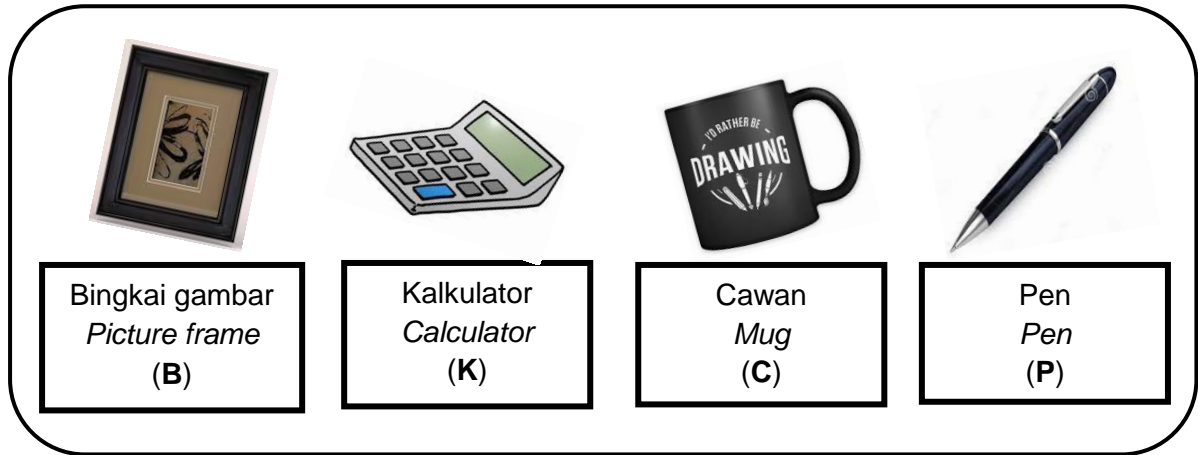 I'D RATHER BE
DRAWING
Bingkai gambar
Picture frame
(B)
Kalkulator
Calculator
(K)
Cawan
Mug
(C)
Pen
Pen
(P)